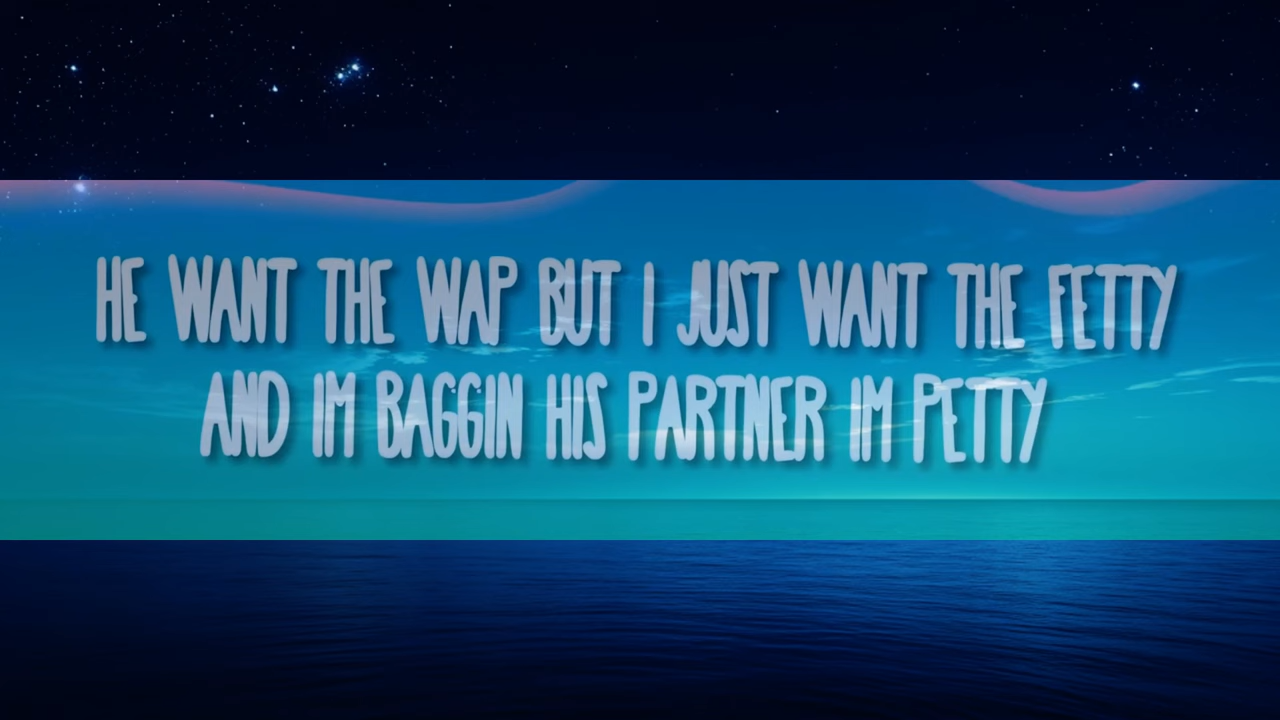 HE WANT THE WAP BUT I JUST WANT THE FETTY
AND IM BAGGIN HIS PARTNER IM PETTY